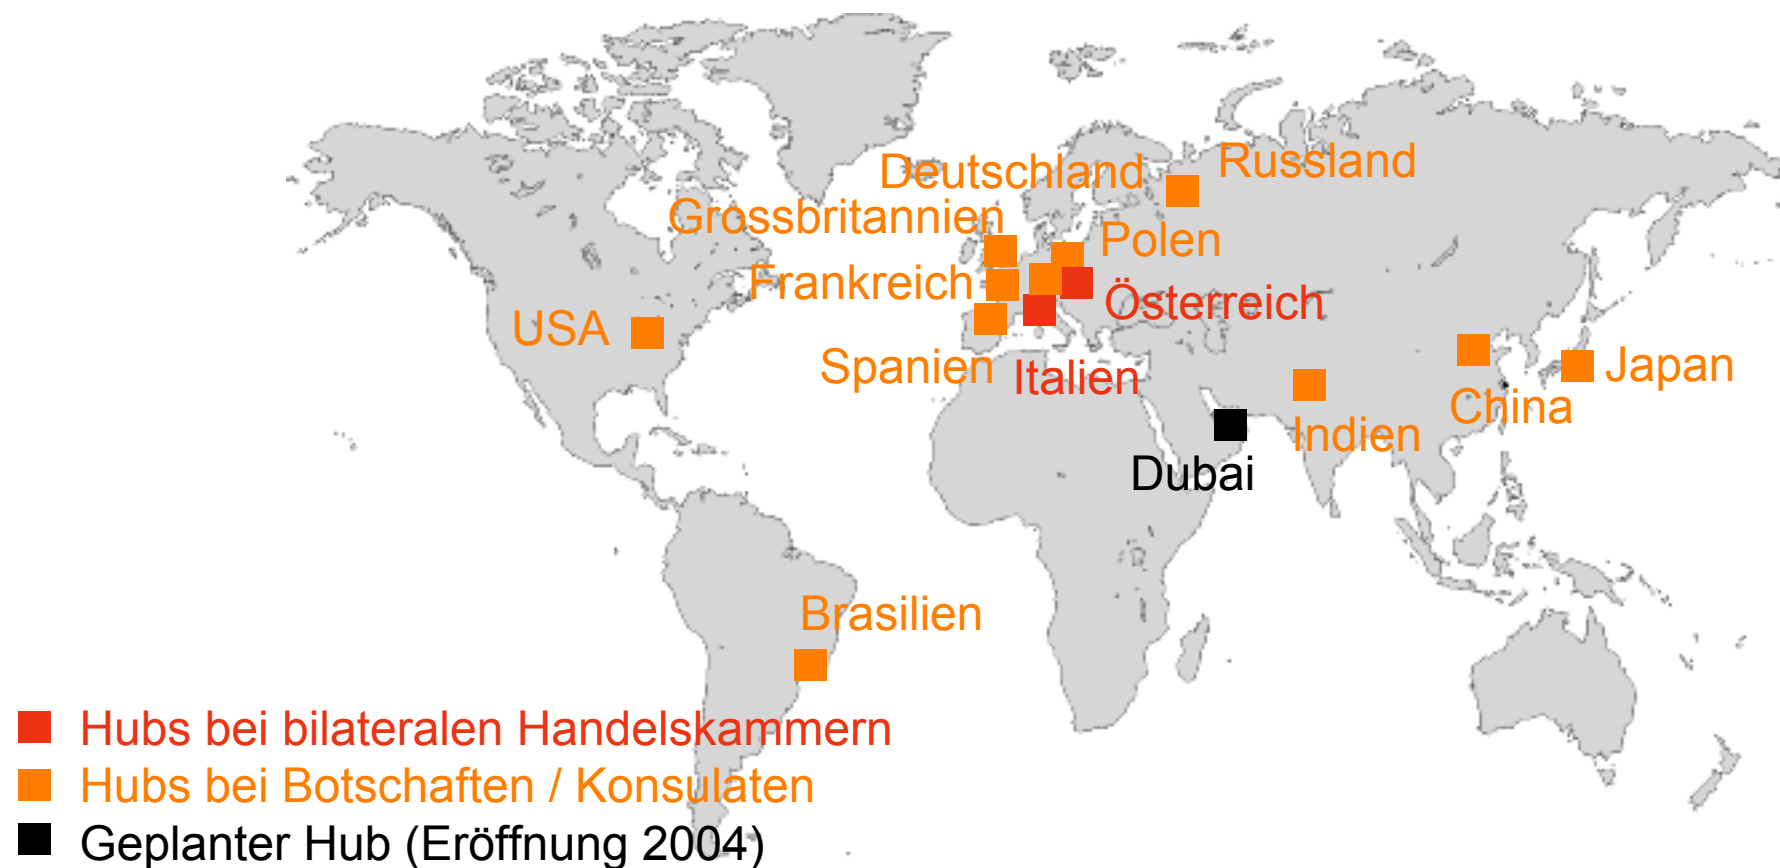 Russland
Deutschland
Grossbritannien
Polen
Frankreich
Österreich
USA
Spanien
Italien
Japan
China
Indien
Dubai
Brasilien
Hubs bei bilateralen Handelskammern
Hubs bei Botschaften / Konsulaten
Geplanter Hub (Eröffnung 2004)